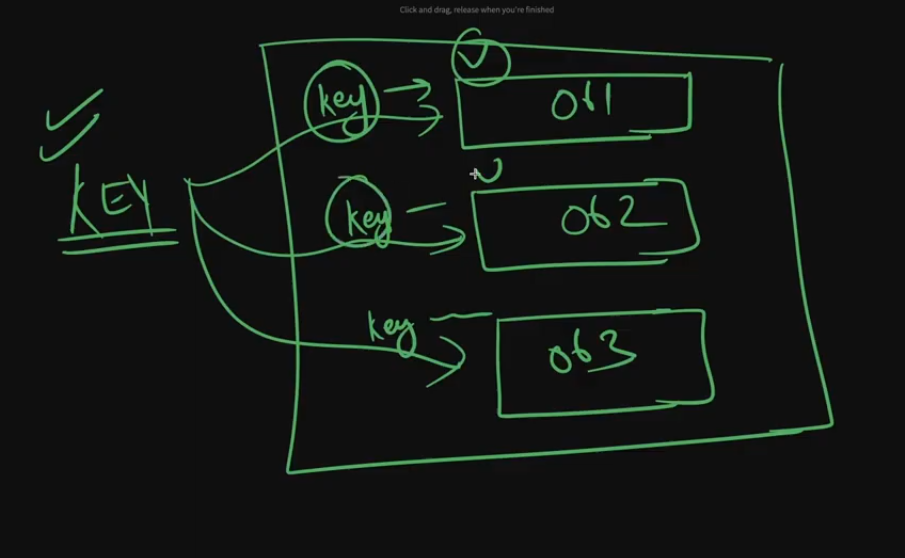 Click and drag, release when you're finished
key → ob1
KEY
key - ob2
key - ob3